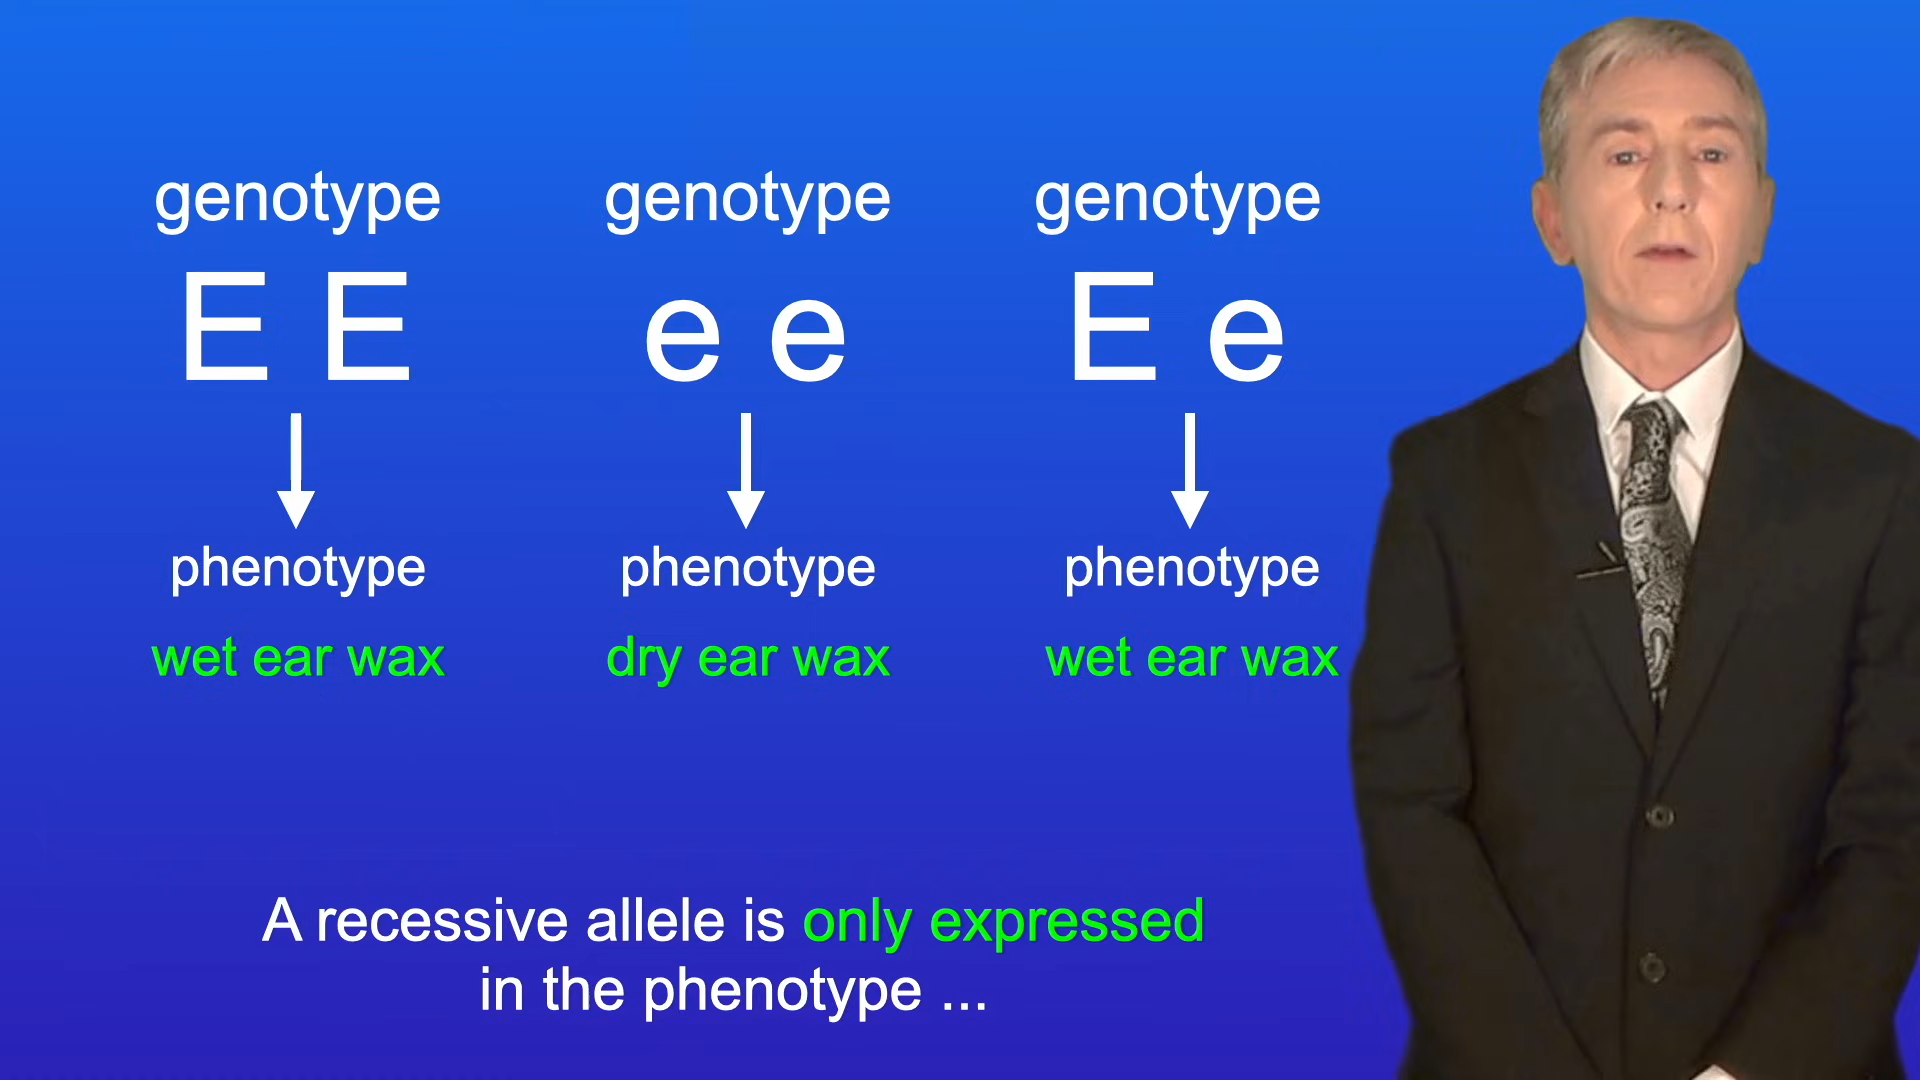 genotype genotype genotype
E E e e E e
phenotype phenotype phenotype
wet ear wax dry ear wax wet ear wax
A recessive allele is only expressed
in the phenotype ...